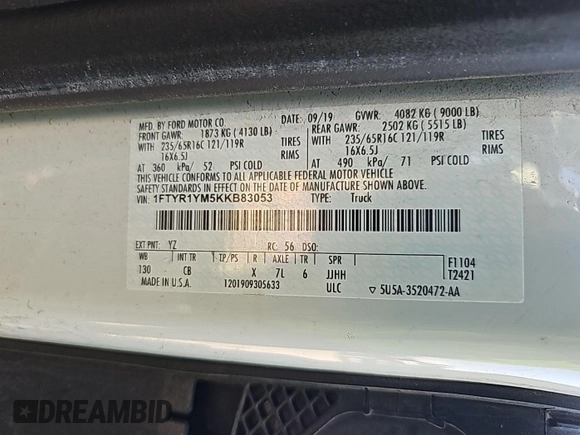 MFD. BY FORD MOTOR CO. DATE: 09/19 GVWR: 4082 KG ( 9000 LB)
FRONT GAWR: 1873 KG ( 4130 LB) REAR GAWR: 2502 KG ( 5515 LB)
WITH 235/65R16C 121/119R TIRES WITH 235/65R16C 121/119R TIRES
16X6.5J RIMS 16X6.5J RIMS
AT 360 kPa/ 52 PSI COLD AT 490 kPa/ 71 PSI COLD
THIS VEHICLE CONFORMS TO ALL APPLICABLE FEDERAL MOTOR VEHICLE
SAFETY STANDARDS IN EFFECT ON THE DATE OF MANUFACTURE SHOWN ABOVE.
VIN: 1FTYR1YM5KKB83053 TYPE: Truck
EXT PNT: YZ RC: 56 DSO:
WB INT TR TP/PS R AXLE TR SPR F1104
130 CB X 7L 6 JJHH T2421
MADE IN U.S.A. 1201909305633 ULC ▽ 5U5A-3520472-AA
DREAMBID